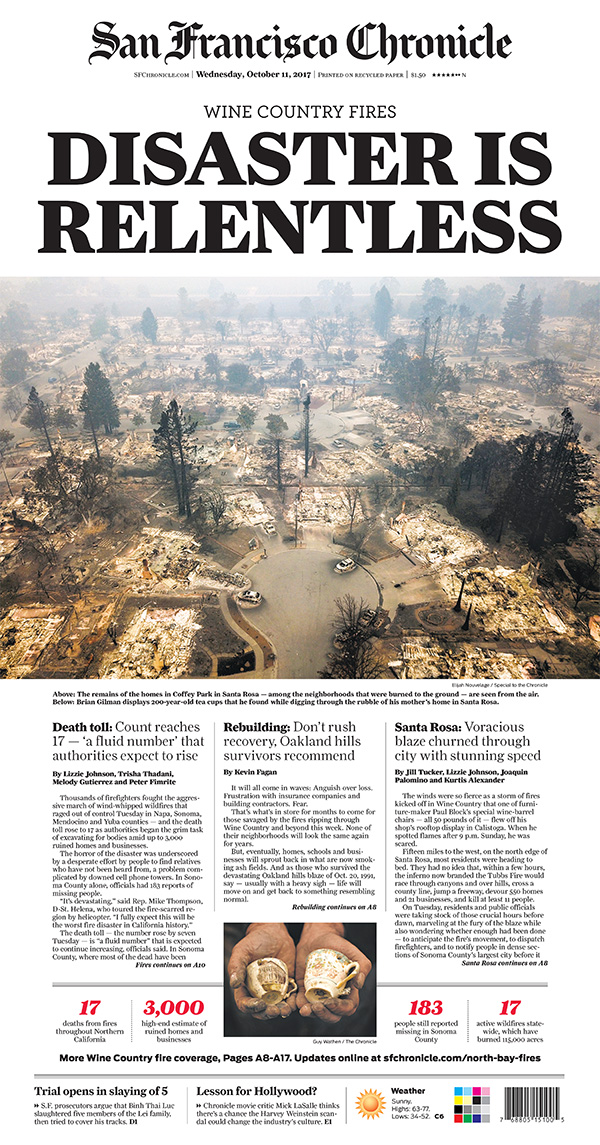 San Francisco Chronicle
SFChronicle.com | Wednesday, October 11, 2017 | Printed on recycled paper | $1.50 ★★★★★★ N
WINE COUNTRY FIRES
DISASTER IS
RELENTLESS
Elijah Nouvelage / Special to the Chronicle
Above: The remains of the homes in Coffey Park in Santa Rosa — among the neighborhoods that were burned to the ground — are seen from the air.
Below: Brian Gilman displays 200-year-old tea cups that he found while digging through the rubble of his mother's home in Santa Rosa.
Death toll: Count reaches
17 — ‘a fluid number’ that
authorities expect to rise
By Lizzie Johnson, Trisha Thadani,
Melody Gutierrez and Peter Fimrite
Thousands of firefighters fought the aggres-
sive march of wind-whipped wildfires that
raged out of control Tuesday in Napa, Sonoma,
Mendocino and Yuba counties — and the death
toll rose to 17 as authorities began the grim task
of excavating for bodies amid up to 3,000
ruined homes and businesses.
The horror of the disaster was underscored
by a desperate effort by people to find relatives
who have not been heard from, a problem com-
plicated by downed cell phone towers. In Sono-
ma County alone, officials had 183 reports of
missing people.
“It's devastating,” said Rep. Mike Thompson,
D-St. Helena, who toured the fire-scarred re-
gion by helicopter. “I fully expect this will be
the worst fire disaster in California history.”
The death toll — the number rose by seven
Tuesday — is “a fluid number” that is expected
to continue increasing, officials said. In Sonoma
County, where most of the dead have been
Fires continues on A10
Rebuilding: Don't rush
recovery, Oakland hills
survivors recommend
By Kevin Fagan
It will all come in waves: Anguish over loss.
Frustration with insurance companies and
building contractors. Fear.
That's what's in store for months to come for
those savaged by the fires ripping through
Wine Country and beyond this week. None of
their neighborhoods will look the same again
for years.
But, eventually, homes, schools and busi-
nesses will sprout back in what are now smok-
ing ash fields. And as those who survived the
devastating Oakland hills blaze of Oct. 20, 1991,
say — usually with a heavy sigh — life will
move on and get back to something resembling
normal.
Rebuilding continues on A8
Guy Wathen / The Chronicle
Santa Rosa: Voracious
blaze churned through
city with stunning speed
By Jill Tucker, Lizzie Johnson, Joaquin
Palomino and Kurtis Alexander
The winds were so fierce as a storm of fires
kicked off in Wine Country that one of furni-
ture-maker Paul Block's special wine-barrel
chairs — all 50 pounds of it — flew off his
shop's rooftop display in Calistoga. When he
spotted flames after 9 p.m. Sunday, he was
scared.
Fifteen miles to the west, on the north edge of
Santa Rosa, most residents were heading to
bed. They had no idea that, within a few hours,
the inferno now branded the Tubbs Fire would
race through canyons and over hills, cross a
county line, jump a freeway, devour 550 homes
and 21 businesses, and kill at least 11 people.
On Tuesday, residents and public officials
were taking stock of those crucial hours before
dawn, marveling at the fury of the blaze while
also wondering whether enough had been done
— to anticipate the fire's movement, to dispatch
firefighters, and to notify people in dense sec-
tions of Sonoma County's largest city before it
Santa Rosa continues on A8
17
deaths from fires
throughout Northern
California
3,000
high-end estimate of
ruined homes and
businesses
183
people still reported
missing in Sonoma
County
17
active wildfires state-
wide, which have
burned 115,000 acres
More Wine Country fire coverage, Pages A8-A17. Updates online at sfchronicle.com/north-bay-fires
Trial opens in slaying of 5
» S.F. prosecutors argue that Binh Thai Luc
slaughtered five members of the Lei family,
then tried to cover his tracks. D1
Lesson for Hollywood?
» Chronicle movie critic Mick LaSalle thinks
there's a chance the Harvey Weinstein scan-
dal could change the industry's culture. E1
Weather
Sunny.
Highs: 63-77.
Lows: 34-52. C6
7 68805 15100 5